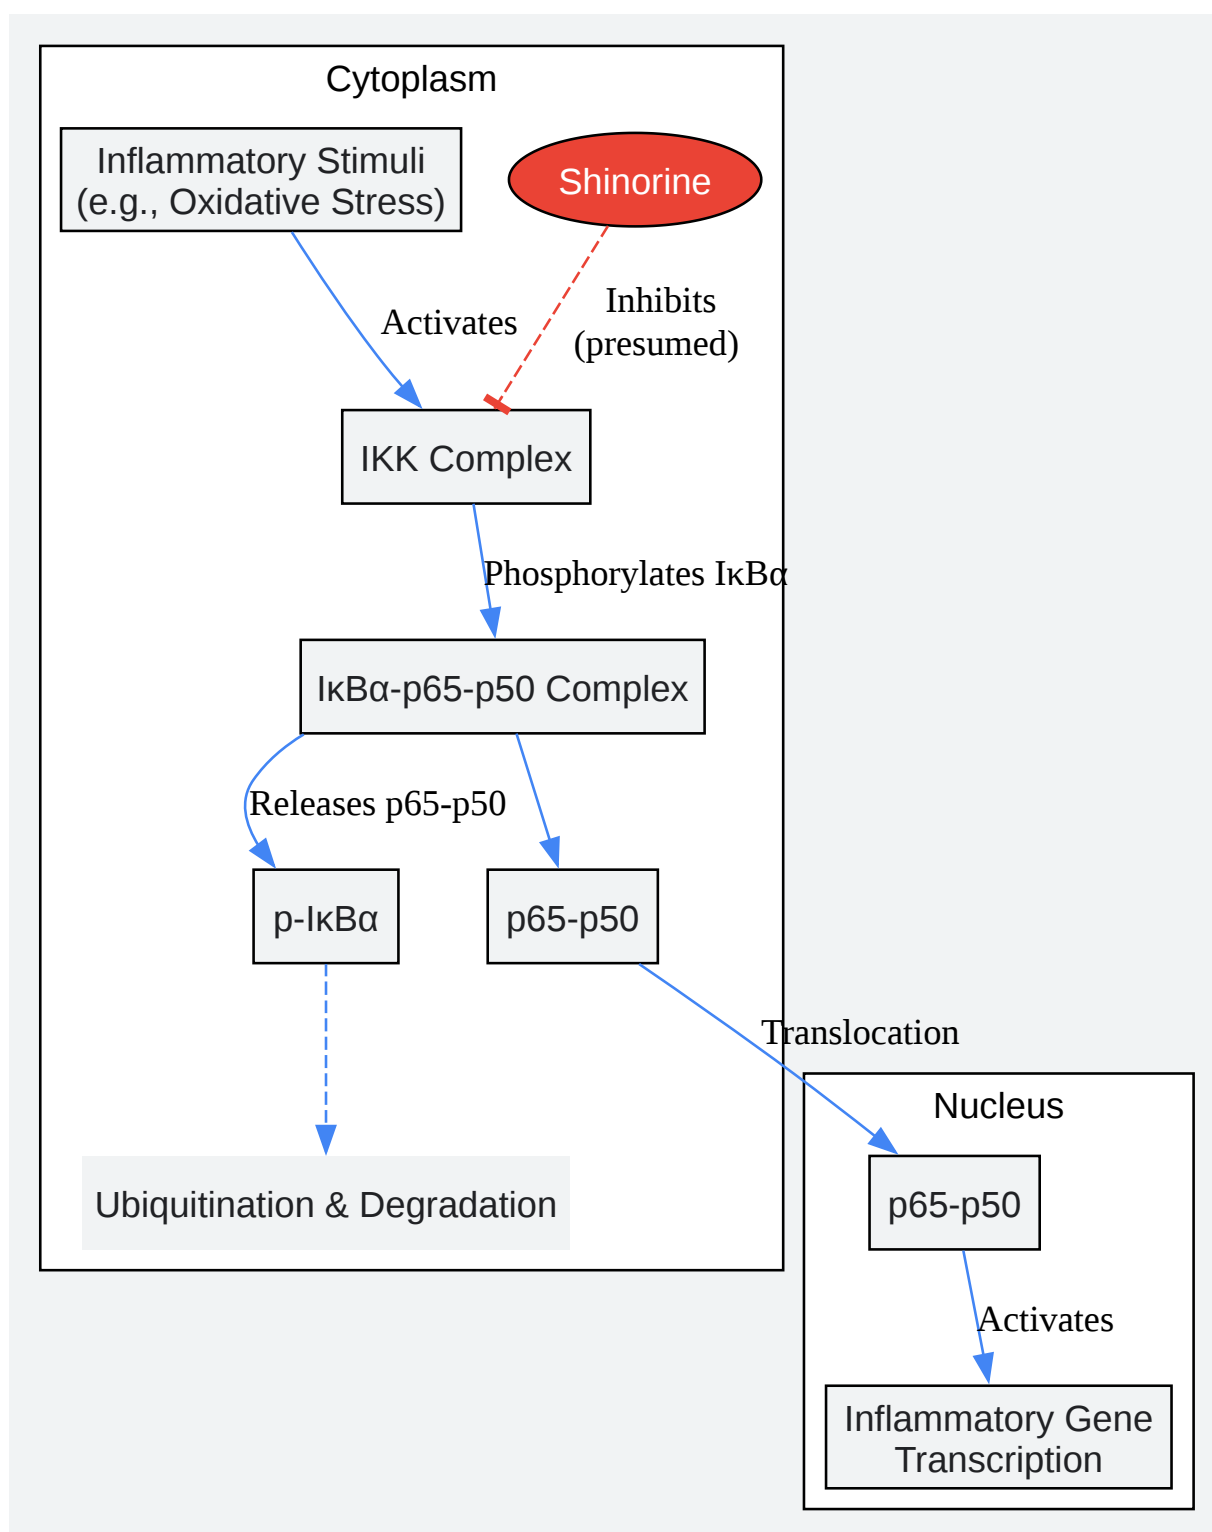 Cytoplasm
Inflammatory Stimuli
(e.g., Oxidative Stress)
Shinorine
Activates
Inhibits
(presumed)
IKK Complex
Phosphorylates IκBα
IκBα-p65-p50 Complex
Releases p65-p50
p-IκBα
p65-p50
Translocation
Ubiquitination & Degradation
Nucleus
p65-p50
Activates
Inflammatory Gene
Transcription